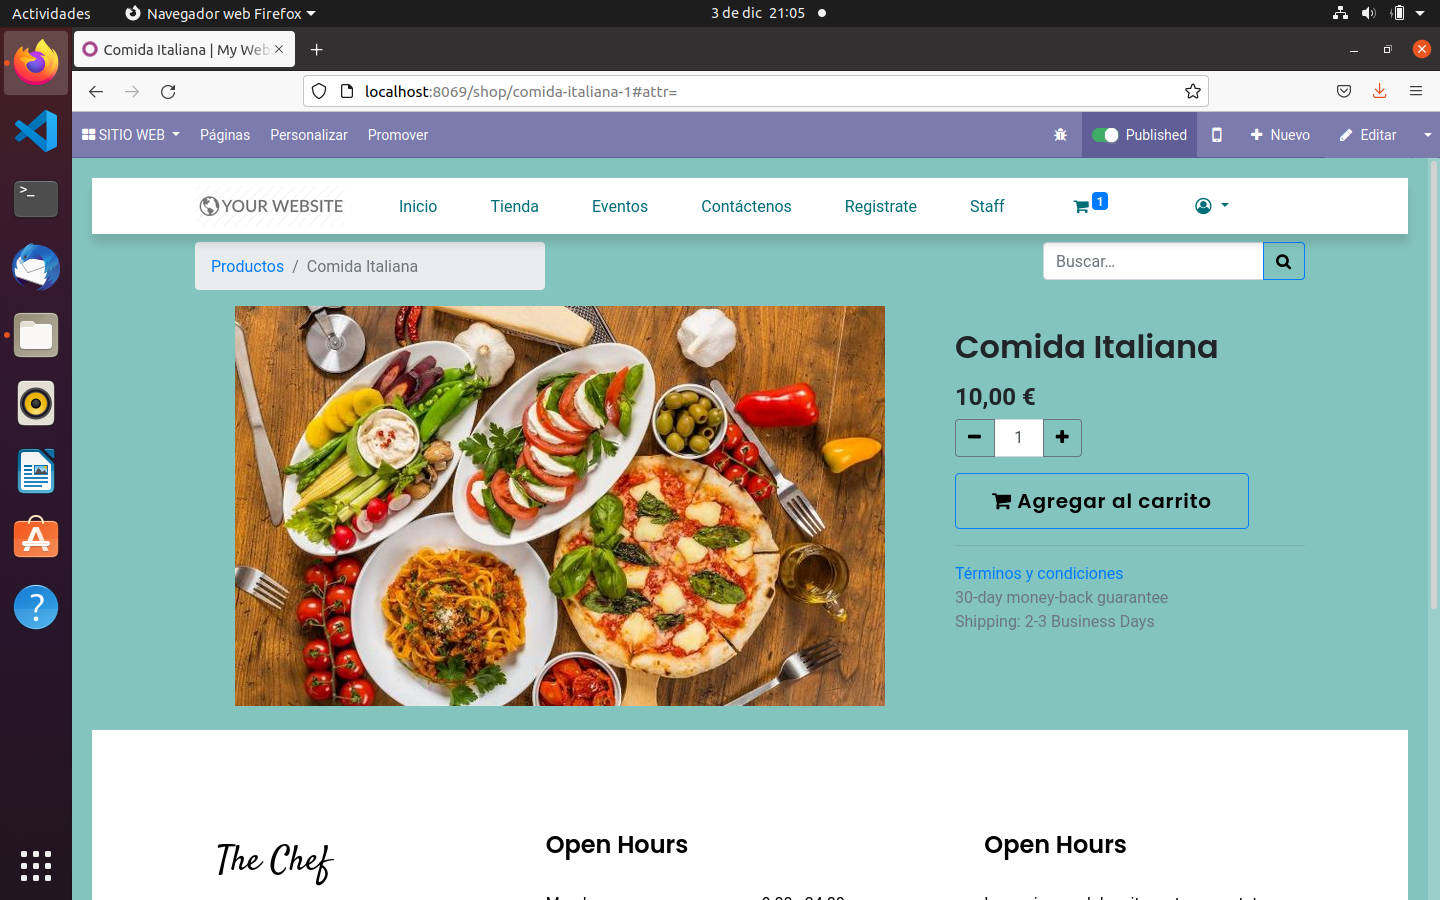 Actividades
Navegador web Firefox
3 de dic 21:05
Comida Italiana | My Web
localhost:8069/shop/comida-italiana-1#attr=
SITIO WEB
Páginas
Personalizar
Promover
Published
Nuevo
Editar
YOUR WEBSITE
Inicio
Tienda
Eventos
Contáctenos
Registrate
Staff
1
Productos / Comida Italiana
Buscar...
Comida Italiana
10,00 €
1
Agregar al carrito
Términos y condiciones
30-day money-back guarantee
Shipping: 2-3 Business Days
The Chef
Open Hours
Open Hours